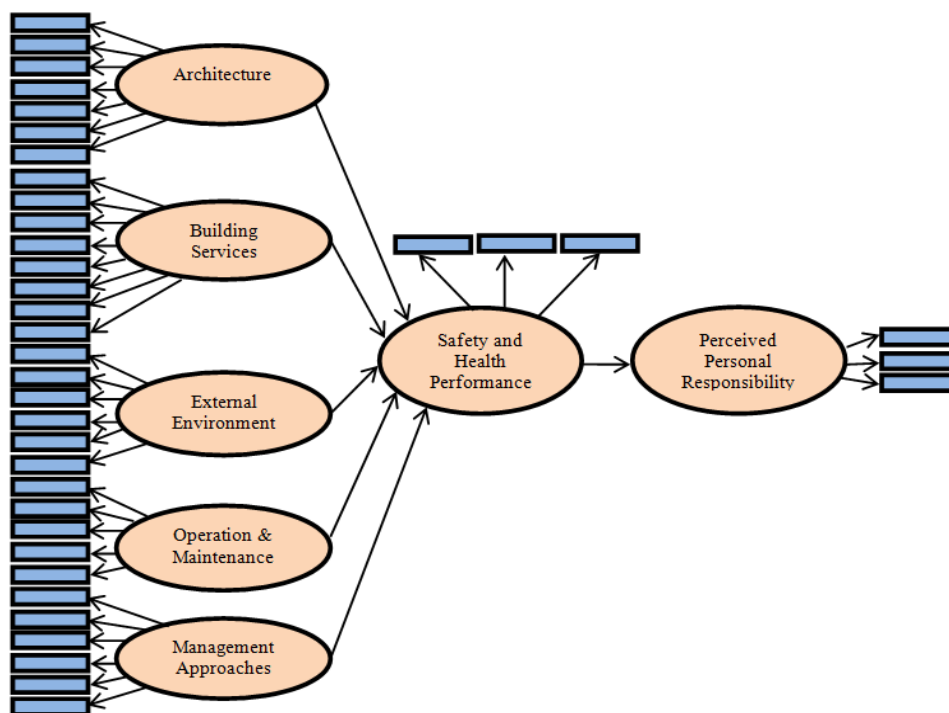 Architecture
Building
Services
External
Environment
Operation &
Maintenance
Management
Approaches
Safety and
Health
Performance
Perceived
Personal
Responsibility